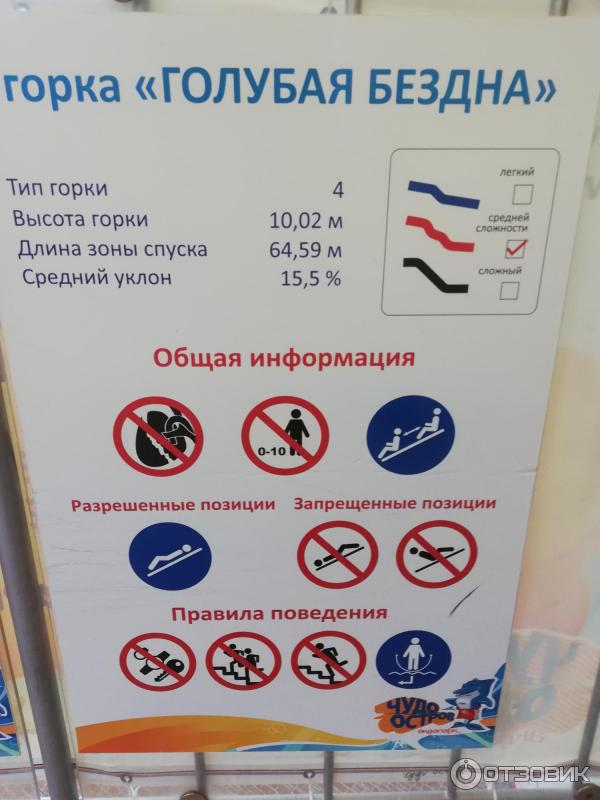 горка «ГОЛУБАЯ БЕЗДНА»
Тип горки 4
Высота горки 10,02 м
Длина зоны спуска 64,59 м
Средний уклон 15,5 %
легкий
средней
сложности
сложный
Общая информация
0-10
Разрешенные позиции Запрещенные позиции
Правила поведения
ЧУДО
ОСТРОВ
аквапарк
ОТЗОВИК